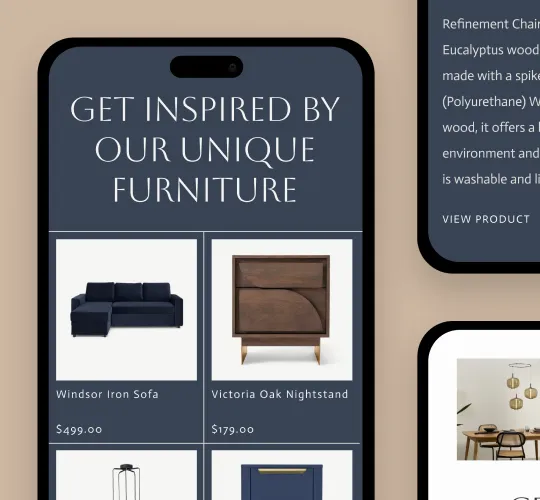 GET INSPIRED BY
OUR UNIQUE
FURNITURE
Windsor Iron Sofa
$499.00
Victoria Oak Nightstand
$179.00
Refinement Chair
Eucalyptus wood
made with a spike
(Polyurethane) W
wood, it offers a
environment and
is washable and
VIEW PRODUCT